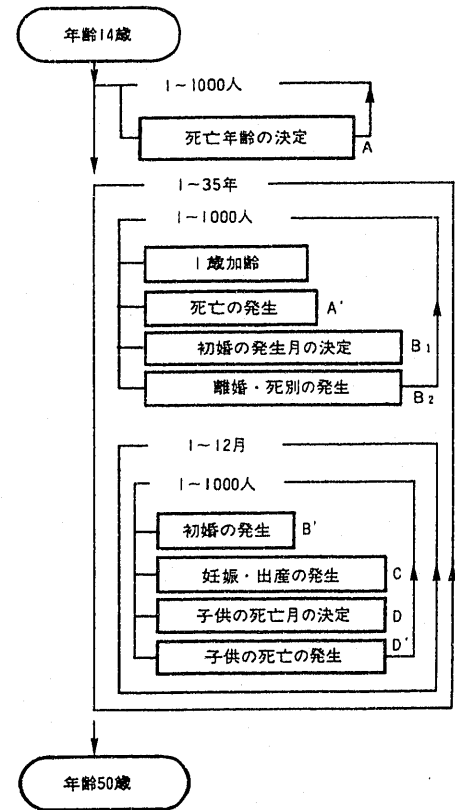 年齢14歳
1~1000人
死亡年齢の決定
A
1~35年
1~1000人
1歳加齢
死亡の発生
A'
初婚の発生月の決定
B1
離婚・死別の発生
B2
1~12月
1~1000人
初婚の発生
B'
妊娠・出産の発生
C
子供の死亡月の決定
D
子供の死亡の発生
D'
年齢50歳